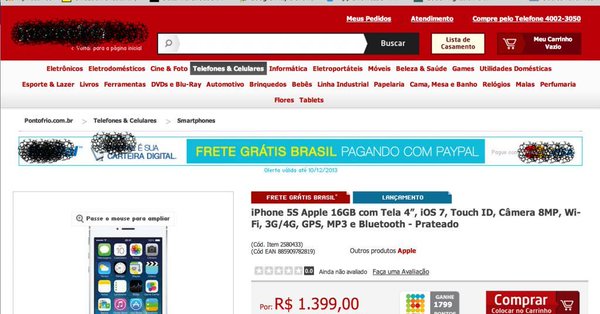 Meus Pedidos Atendimento Compre pelo Telefone 4002-3050
< Voltar para a página inicial
Buscar
Lista de
Casamento
Meu Carrinho
Vazio
Eletrônicos Eletrodomésticos Cine & Foto Telefones & Celulares Informática Eletroportáteis Móveis Beleza & Saúde Games Utilidades Domésticas
Esporte & Lazer Livros Ferramentas DVDs e Blu-Ray Automotivo Brinquedos Bebês Linha Industrial Papelaria Cama, Mesa e Banho Relógios Malas Perfumaria
Flores Tablets
Pontofrio.com.br > Telefones & Celulares > Smartphones
É SUA
CARTEIRA DIGITAL.
FRETE GRÁTIS BRASIL PAGANDO COM PAYPAL
Pague com
Oferta válida até 10/12/2013
Passe o mouse para ampliar
FRETE GRÁTIS BRASIL*
LANÇAMENTO
iPhone 5S Apple 16GB com Tela 4”, iOS 7, Touch ID, Câmera 8MP, Wi-
Fi, 3G/4G, GPS, MP3 e Bluetooth - Prateado
(Cód. Item 2580433)
(Cód EAN 885909782819)
Outros produtos Apple
0.0 Ainda não avaliado Faça uma Avaliação
Por: R$ 1.399,00
GANHE
1799
PONTOS
Comprar
Colocar no Carrinho